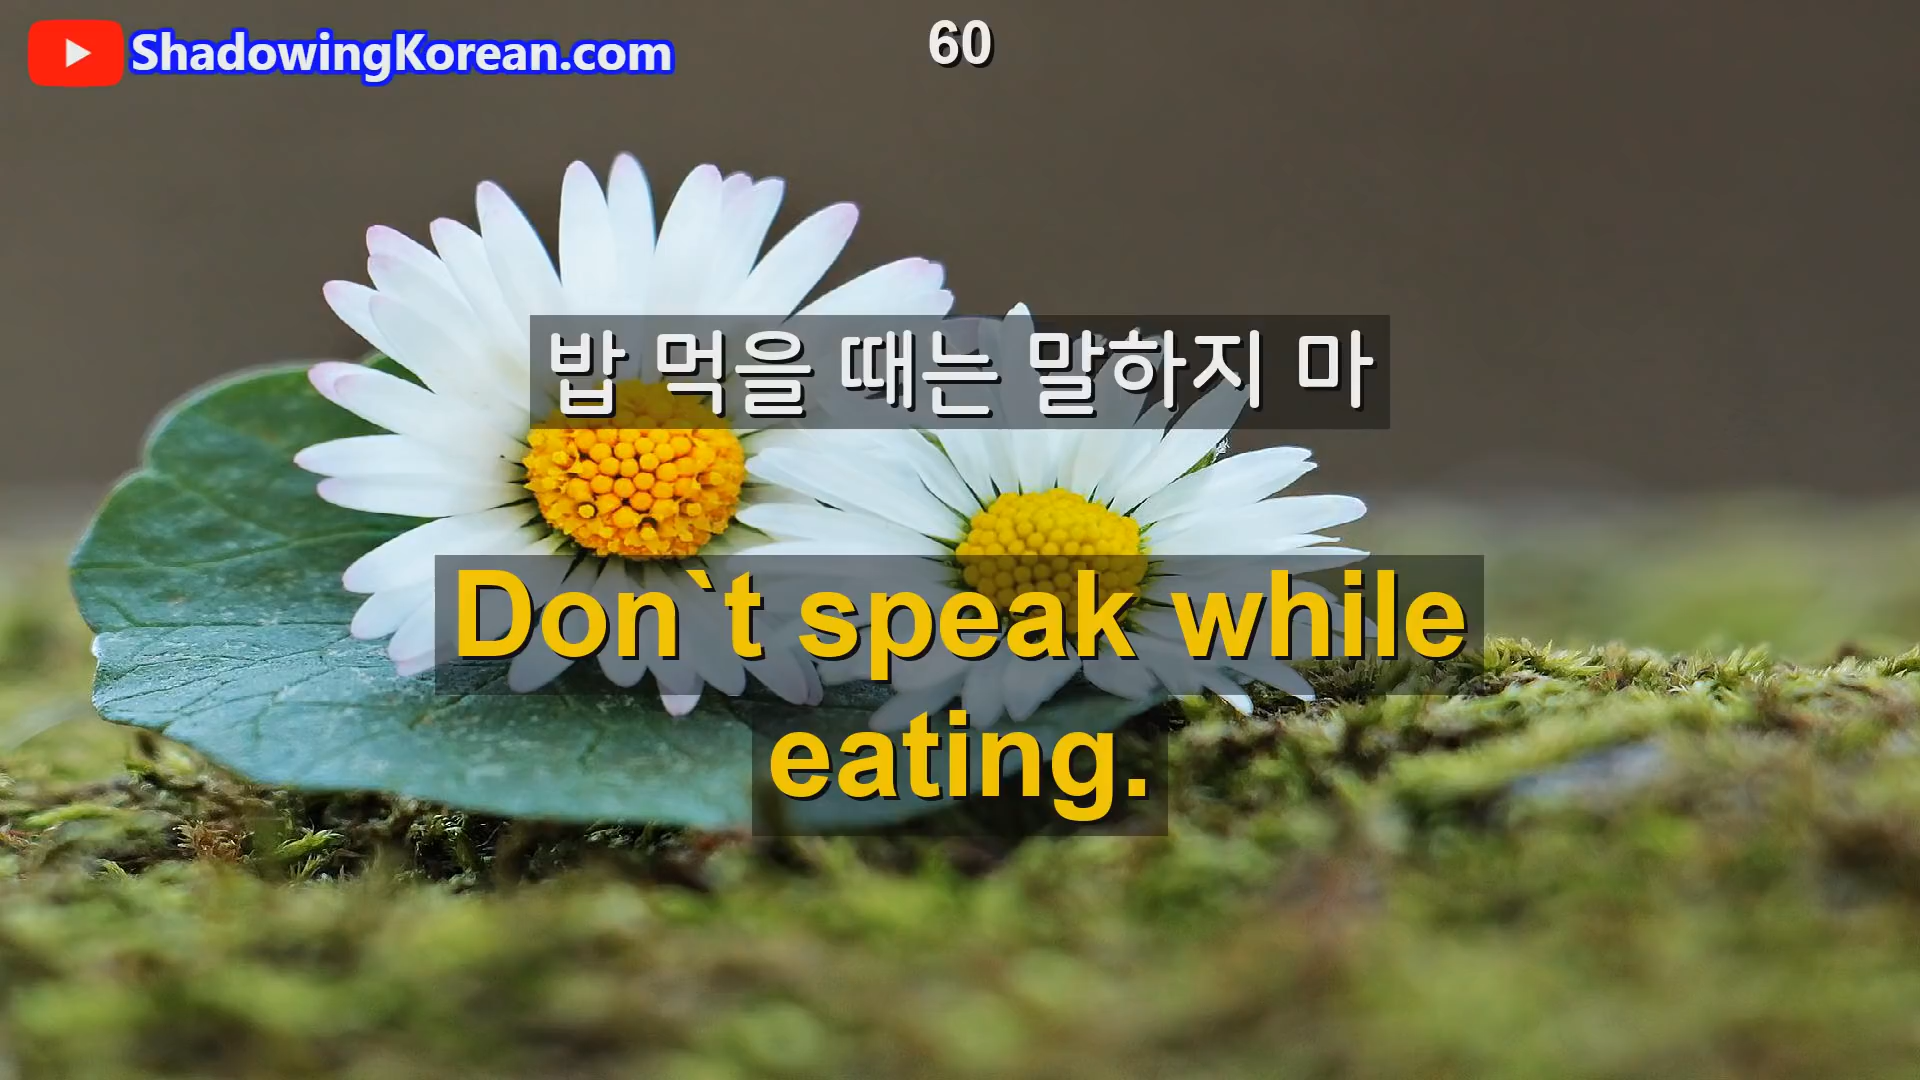 ShadowingKorean.com
60
밥 먹을 때는 말하지 마
Don`t speak while
eating.